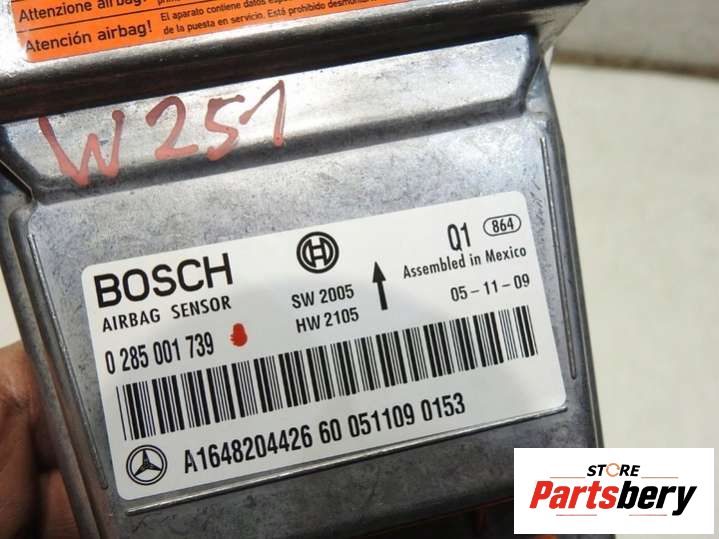 Attenzione airbag!
Atención airbag!
El aparato contiene datos
de la puesta en servicio. Está prohibido
W251
BOSCH
AIRBAG SENSOR
0 285 001 739
SW 2005
HW 2105
Q1 864
Assembled in Mexico
05-11-09
A1648204426 60 051109 0153
STORE
Partsbery